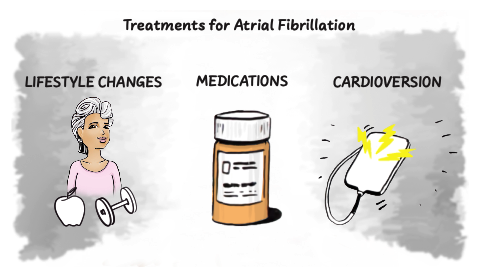 Treatments for Atrial Fibrillation
LIFESTYLE CHANGES
MEDICATIONS
CARDIOVERSION